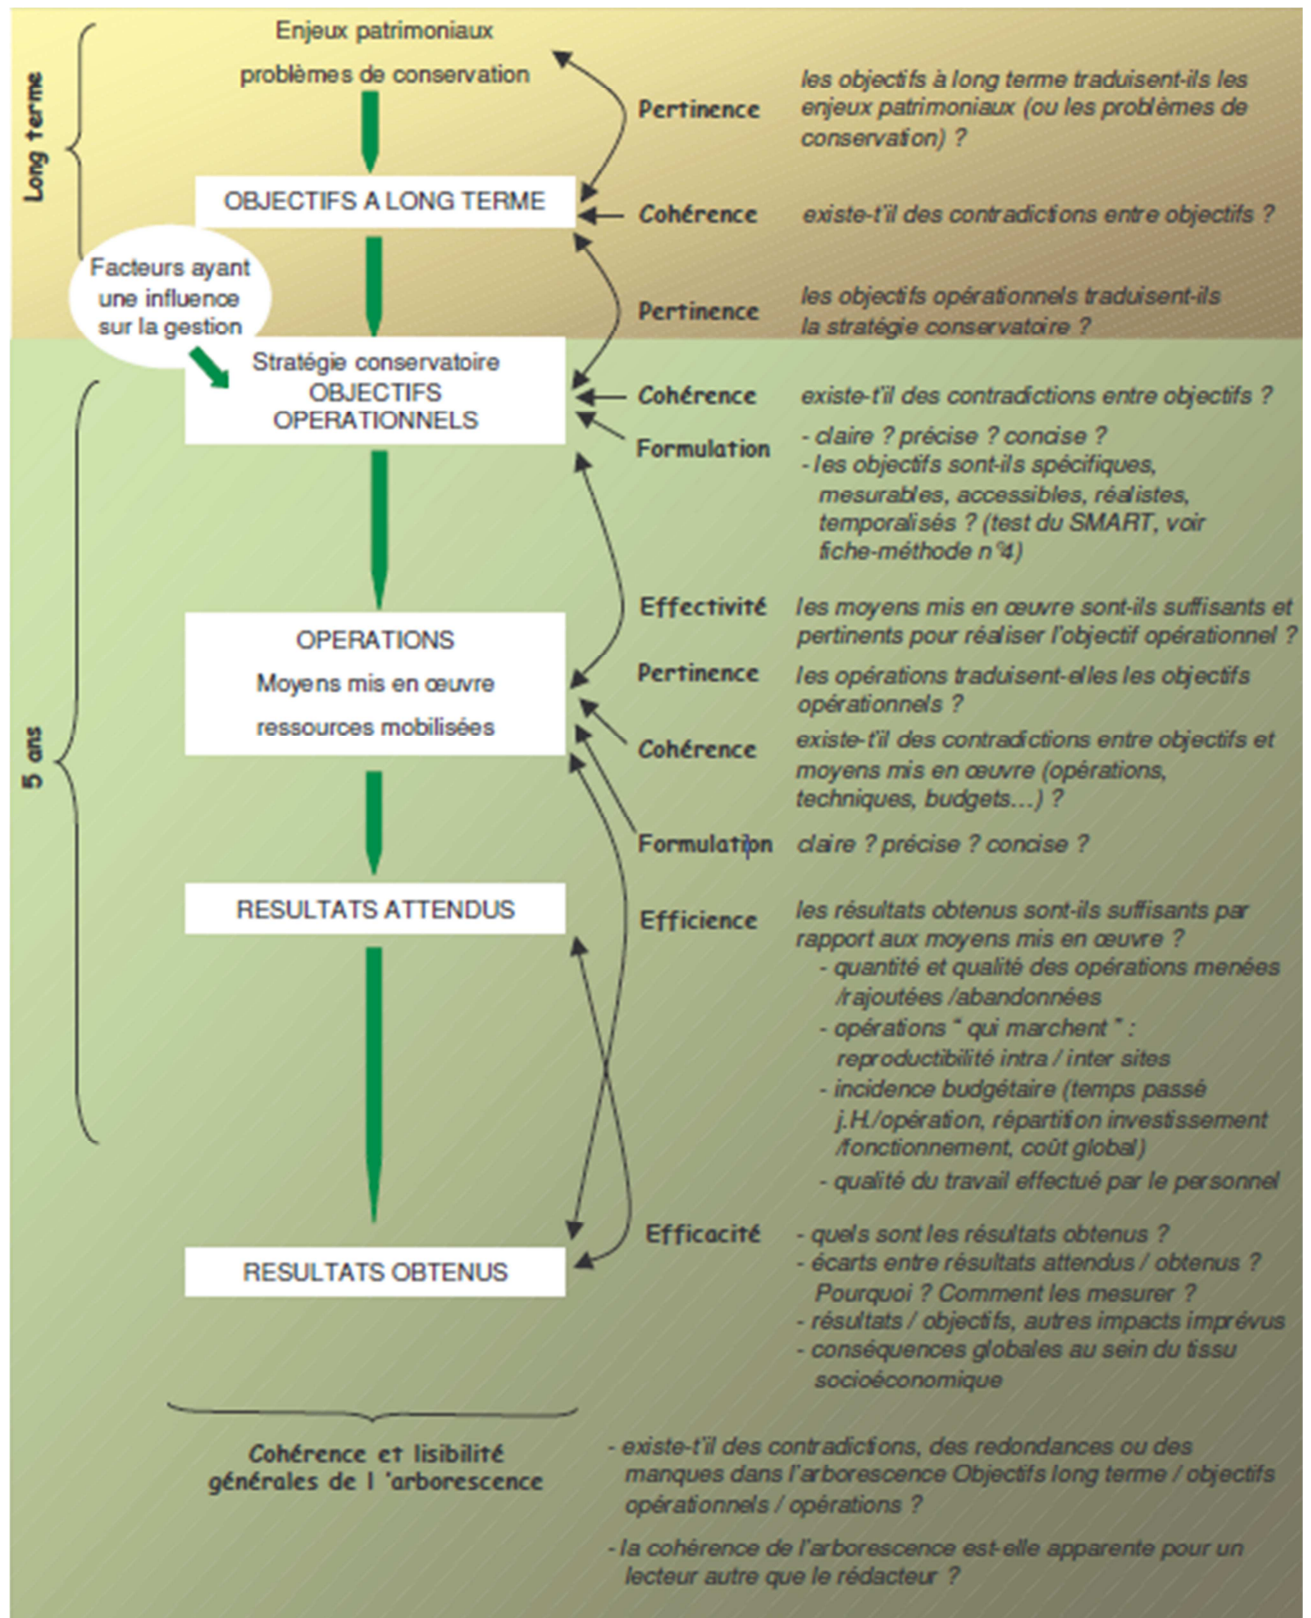 Enjeux patrimoniaux
problèmes de conservation
Long terme
Pertinence
les objectifs à long terme traduisent-ils les
enjeux patrimoniaux (ou les problèmes de
conservation) ?
OBJECTIFS A LONG TERME
Cohérence
existe-t'il des contradictions entre objectifs ?
Facteurs ayant
une influence
sur la gestion
Pertinence
les objectifs opérationnels traduisent-ils
la stratégie conservatoire ?
Stratégie conservatoire
OBJECTIFS
OPERATIONNELS
Cohérence
existe-t'il des contradictions entre objectifs ?
Formulation
- claire ? précise ? concise ?
- les objectifs sont-ils spécifiques,
mesurables, accessibles, réalistes,
temporalisés ? (test du SMART, voir
fiche-méthode n°4)
5 ans
Effectivité
les moyens mis en œuvre sont-ils suffisants et
pertinents pour réaliser l'objectif opérationnel ?
OPERATIONS
Moyens mis en œuvre
ressources mobilisées
Pertinence
les opérations traduisent-elles les objectifs
opérationnels ?
Cohérence
existe-t'il des contradictions entre objectifs et
moyens mis en œuvre (opérations,
techniques, budgets…) ?
Formulation
claire ? précise ? concise ?
RESULTATS ATTENDUS
Efficience
les résultats obtenus sont-ils suffisants par
rapport aux moyens mis en œuvre ?
- quantité et qualité des opérations menées
/rajoutées /abandonnées
- opérations " qui marchent " :
reproductibilité intra / inter sites
- incidence budgétaire (temps passé
j.H./opération, répartition investissement
/fonctionnement, coût global)
- qualité du travail effectué par le personnel
RESULTATS OBTENUS
Efficacité
- quels sont les résultats obtenus ?
- écarts entre résultats attendus / obtenus ?
Pourquoi ? Comment les mesurer ?
- résultats / objectifs, autres impacts imprévus
- conséquences globales au sein du tissu
socioéconomique
Cohérence et lisibilité
générales de l 'arborescence
- existe-t'il des contradictions, des redondances ou des
manques dans l'arborescence Objectifs long terme / objectifs
opérationnels / opérations ?
- la cohérence de l'arborescence est-elle apparente pour un
lecteur autre que le rédacteur ?